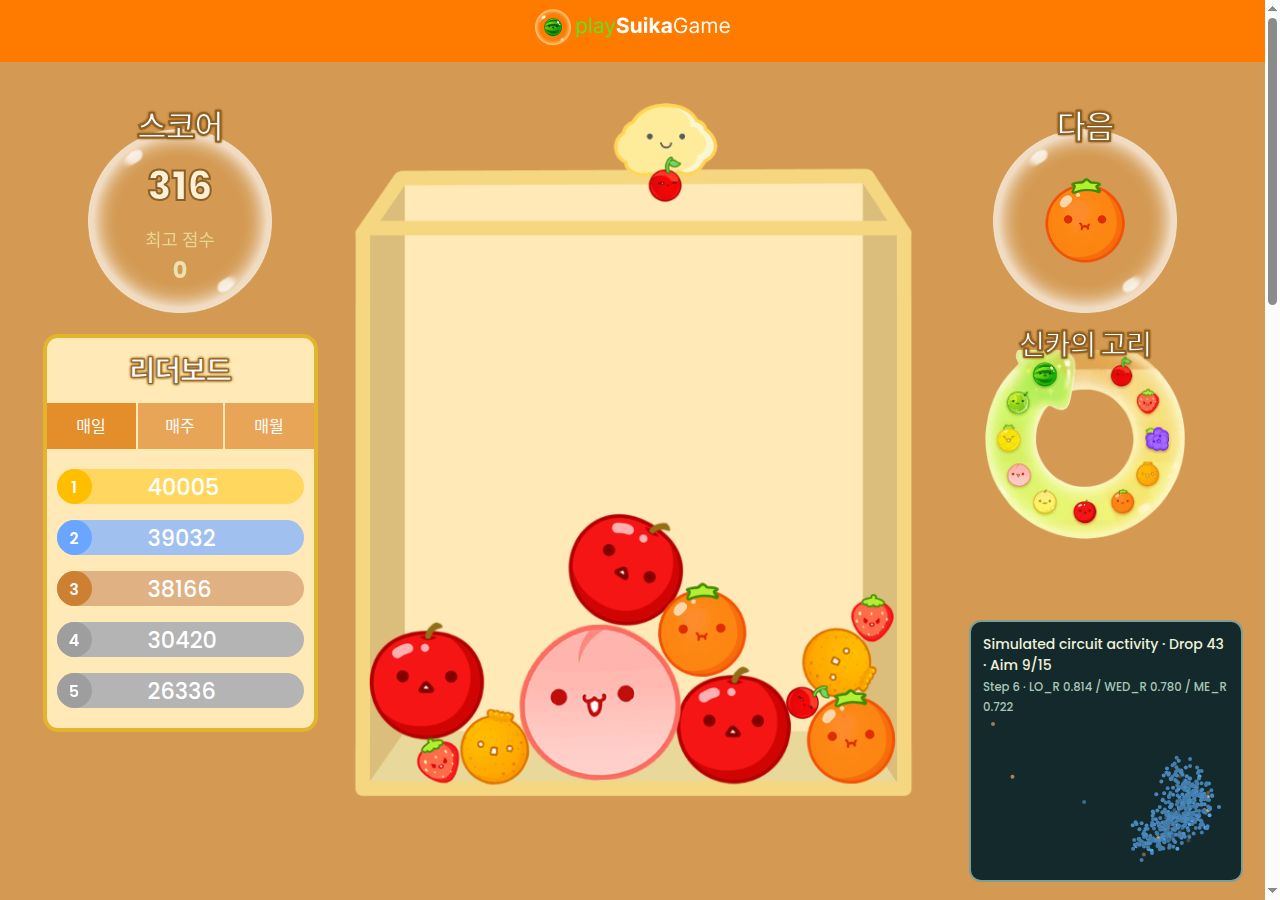 playSuikaGame
스코어
316
최고 점수
0
다음
신카의 고리
리더보드
매일 매주 매월
1 40005
2 39032
3 38166
4 30420
5 26336
Simulated circuit activity · Drop 43
· Aim 9/15
Step 6 · LO_R 0.814 / WED_R 0.780 / ME_R
0.722